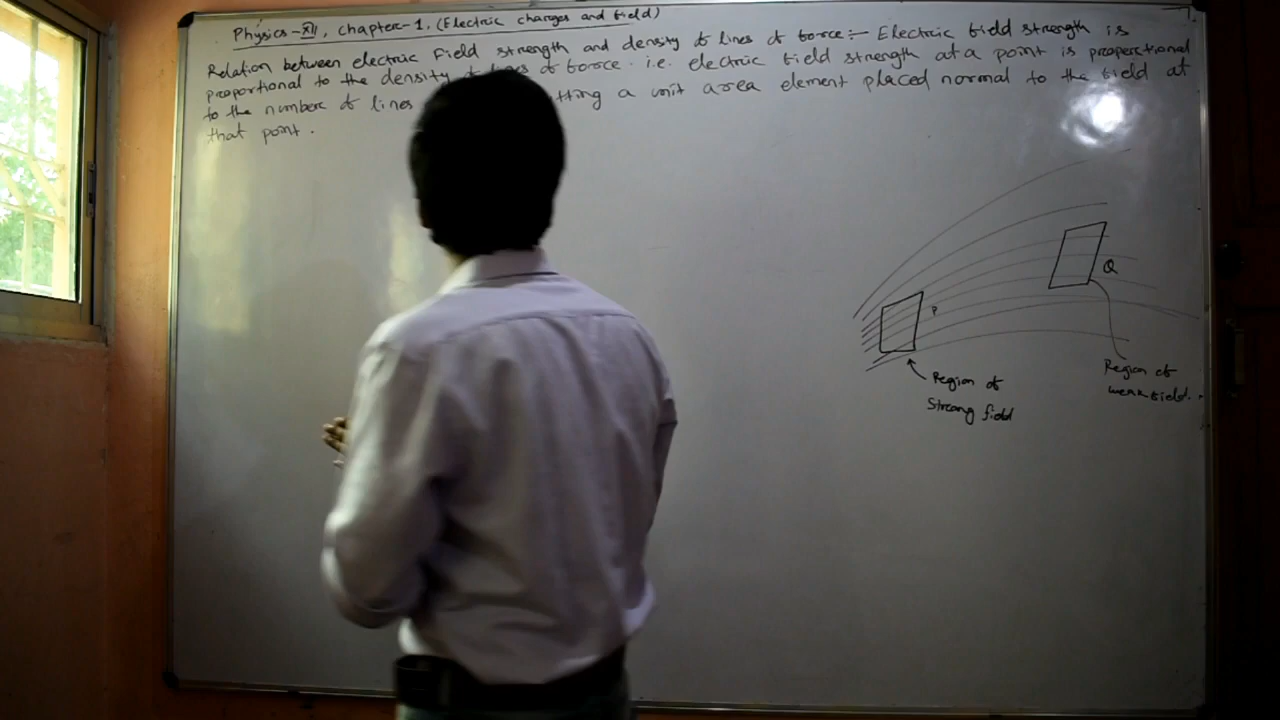 Physics-XII, chapter-1. (Electric charges and field)
Relation between electric Field strength and density of lines of force:- Electric field strength is
proportional to the density of lines of force. i.e. electric field strength at a point is proportional
to the number of lines tting a unit area element placed normal to the field at
that point.
Q
P
Region of
weak field.
Region of
Strong field